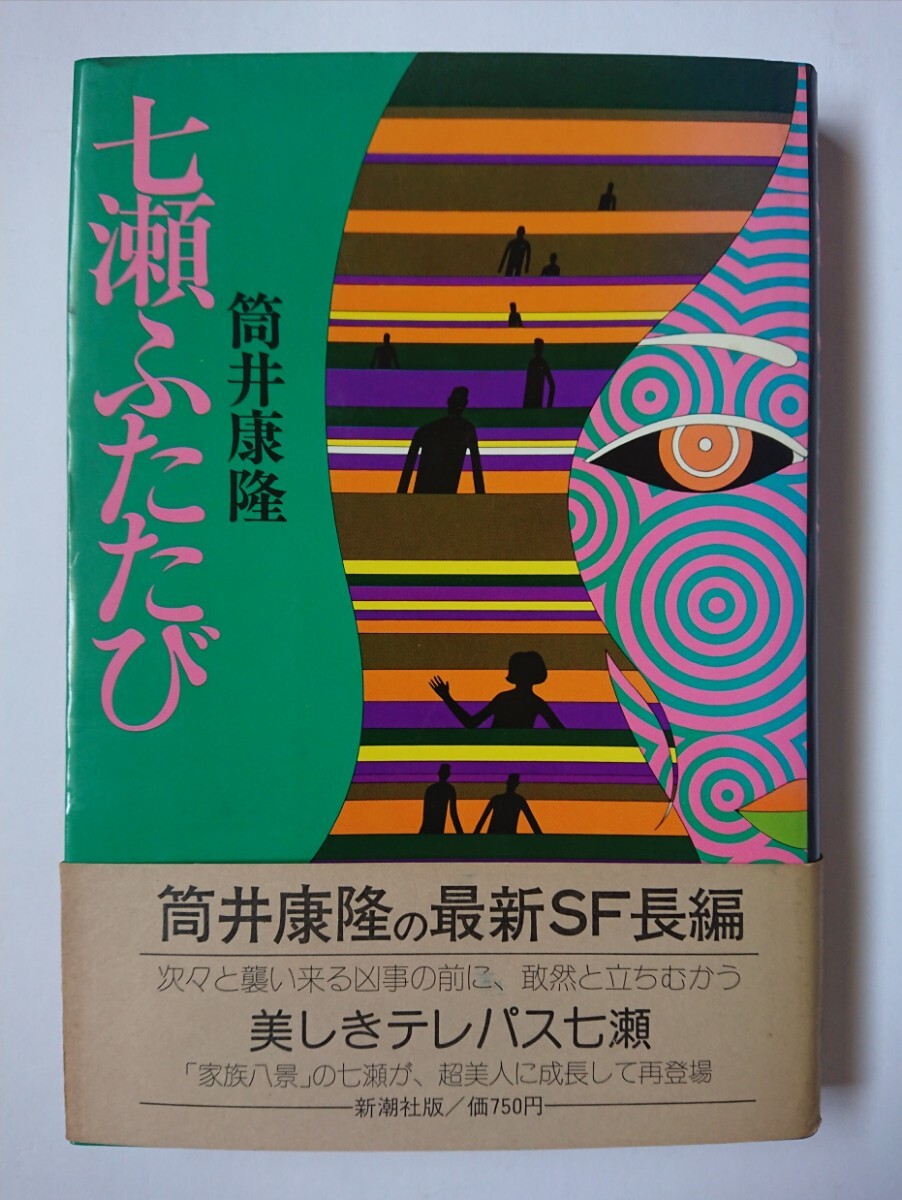 七瀬ふたたび
筒井康隆
筒井康隆の最新SF長編
次々と襲い来る凶事の前に、敢然と立ちむかう
美しきテレパス七瀬
「家族八景」の七瀬が、超美人に成長して再登場
新潮社版／価750円